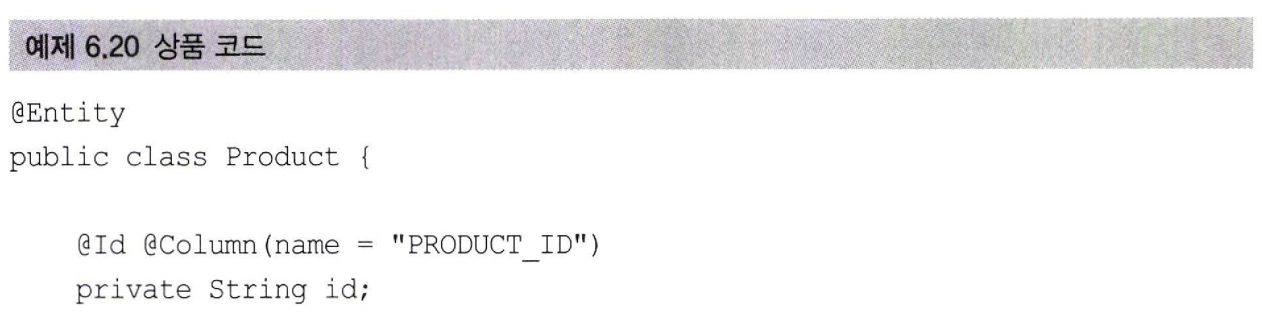 예제 6.20 상품 코드
@Entity
public class Product {
@Id @Column(name = "PRODUCT_ID")
private String id;